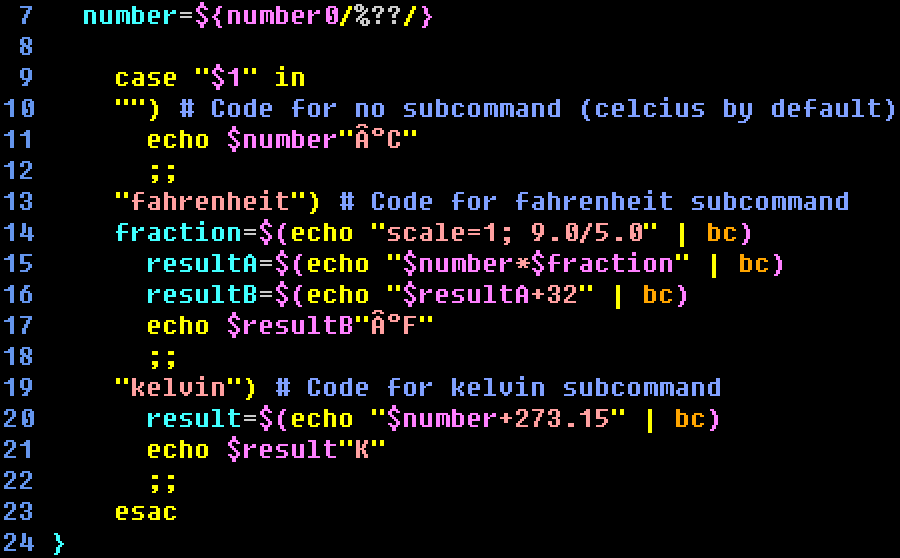 7 number=${number0/%??/}
8
9 case "$1" in
10 "") # Code for no subcommand (celcius by default)
11 echo $number"Â°C"
12 ;;
13 "fahrenheit") # Code for fahrenheit subcommand
14 fraction=$(echo "scale=1; 9.0/5.0" | bc)
15 resultA=$(echo "$number*$fraction" | bc)
16 resultB=$(echo "$resultA+32" | bc)
17 echo $resultB"Â°F"
18 ;;
19 "kelvin") # Code for kelvin subcommand
20 result=$(echo "$number+273.15" | bc)
21 echo $result"K"
22 ;;
23 esac
24 }